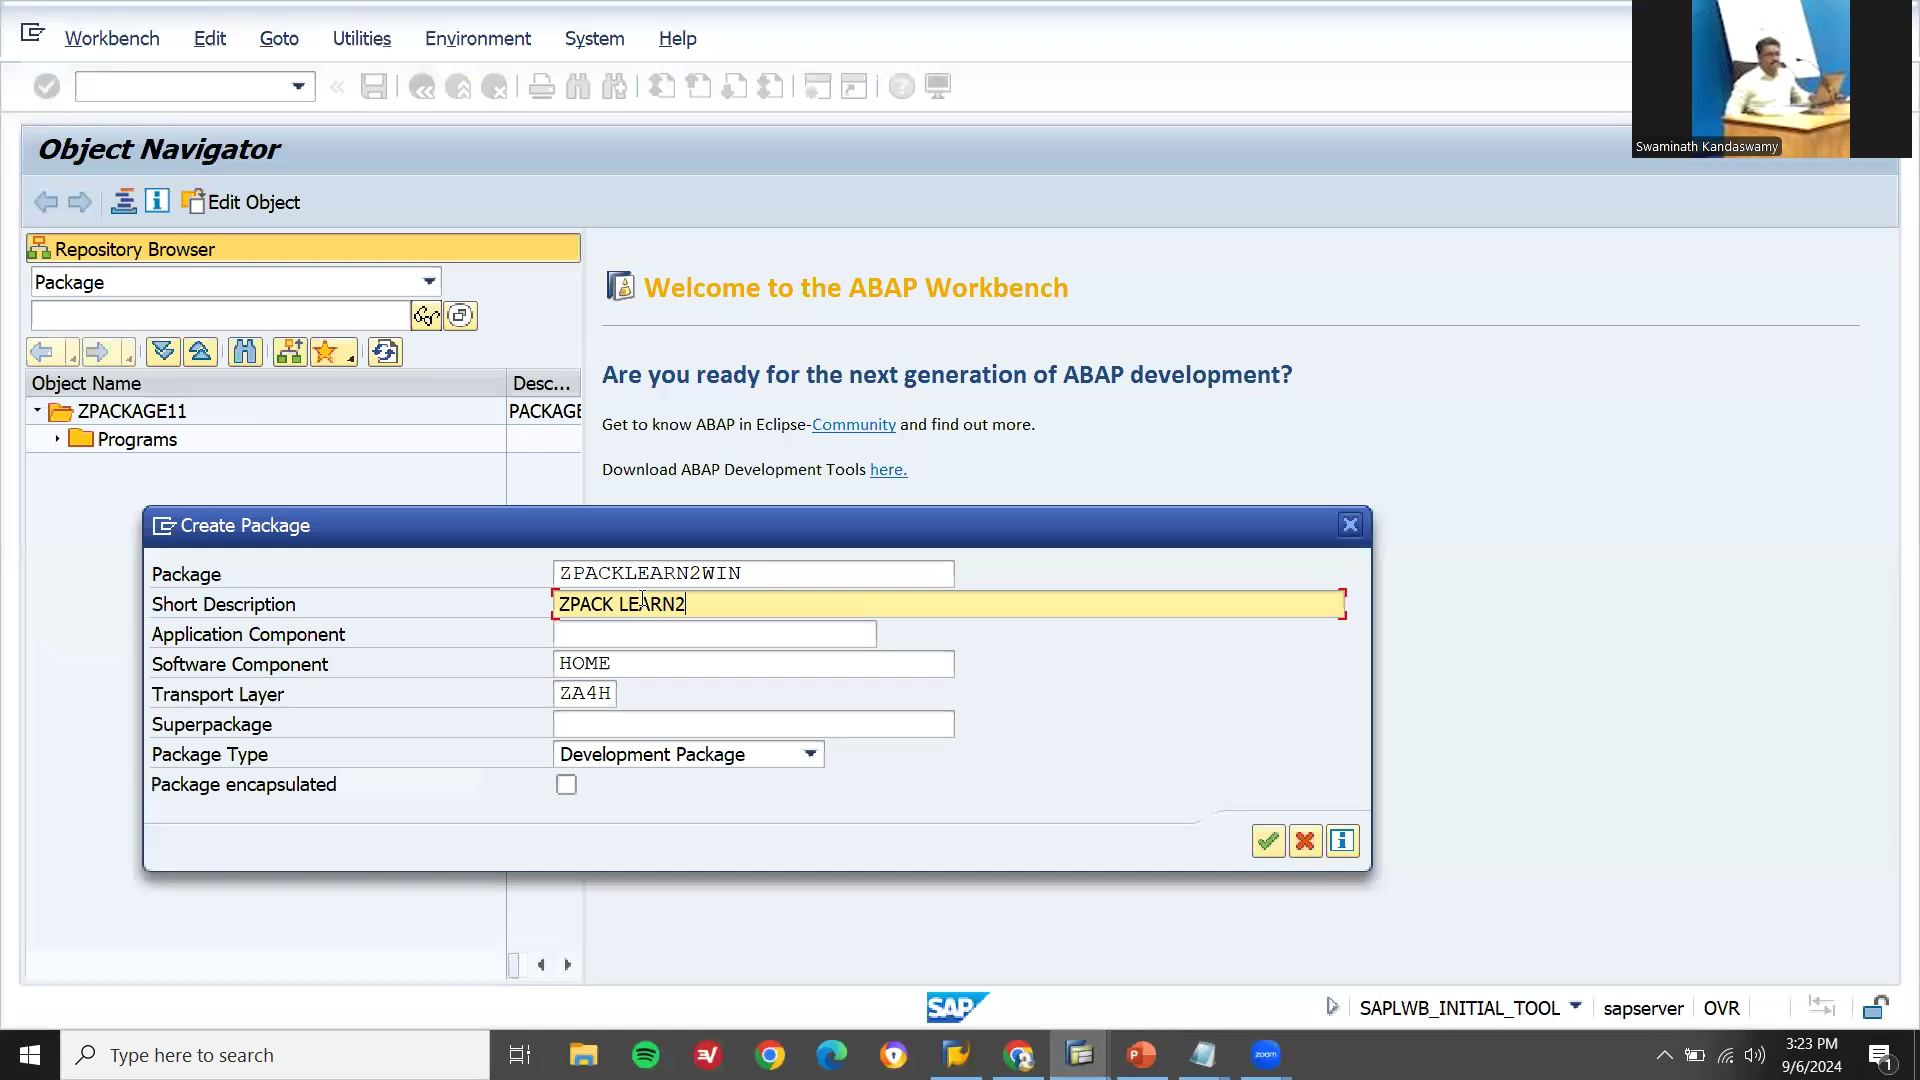 Workbench Edit Goto Utilities Environment System Help
Swaminath Kandaswamy
Object Navigator
Edit Object
Repository Browser
Package
Object Name Desc...
ZPACKAGE11 PACKAGE
Programs
Welcome to the ABAP Workbench
Are you ready for the next generation of ABAP development?
Get to know ABAP in Eclipse-Community and find out more.
Download ABAP Development Tools here.
Create Package
Package ZPACKLEARN2WIN
Short Description ZPACK LEARN2
Application Component
Software Component HOME
Transport Layer ZA4H
Superpackage
Package Type Development Package
Package encapsulated
SAP
SAPLWB_INITIAL_TOOL sapserver OVR
Type here to search
zoom
3:23 PM
9/6/2024
1